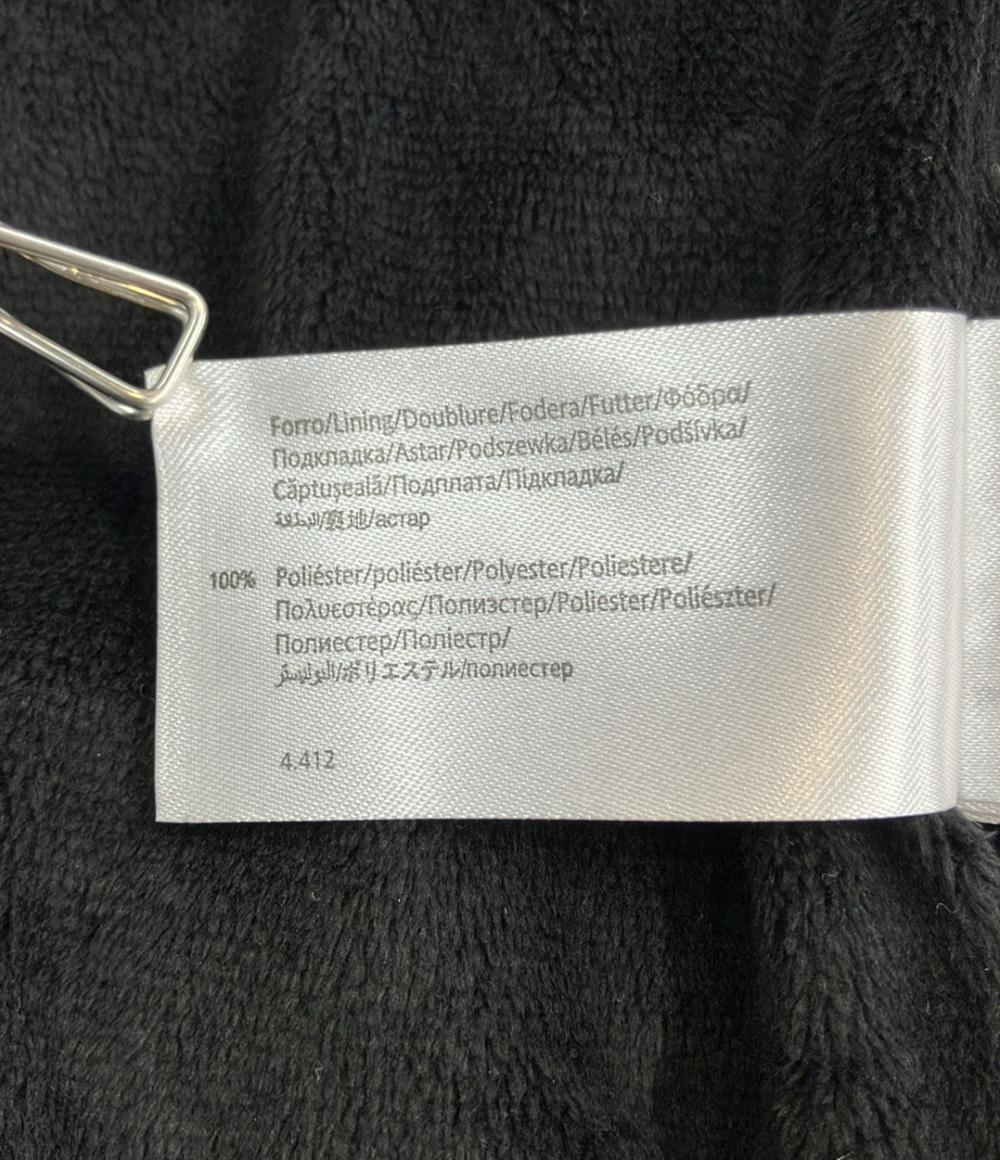 Forro/Lining/Doublure/Fodera/Futter/Φόδρα/
Подкладка/Astar/Podszewka/Bélés/Podšívka/
Căptuşeală/Подплата/Підкладка/
البطانة/裏地/астар
100% Poliéster/poliéster/Polyester/Poliestere/
Πολυεστέρας/Полиэстер/Poliester/Poliészter/
Полиестер/Поліестр/
البوليستر/ポリエステル/полиестер
4.412